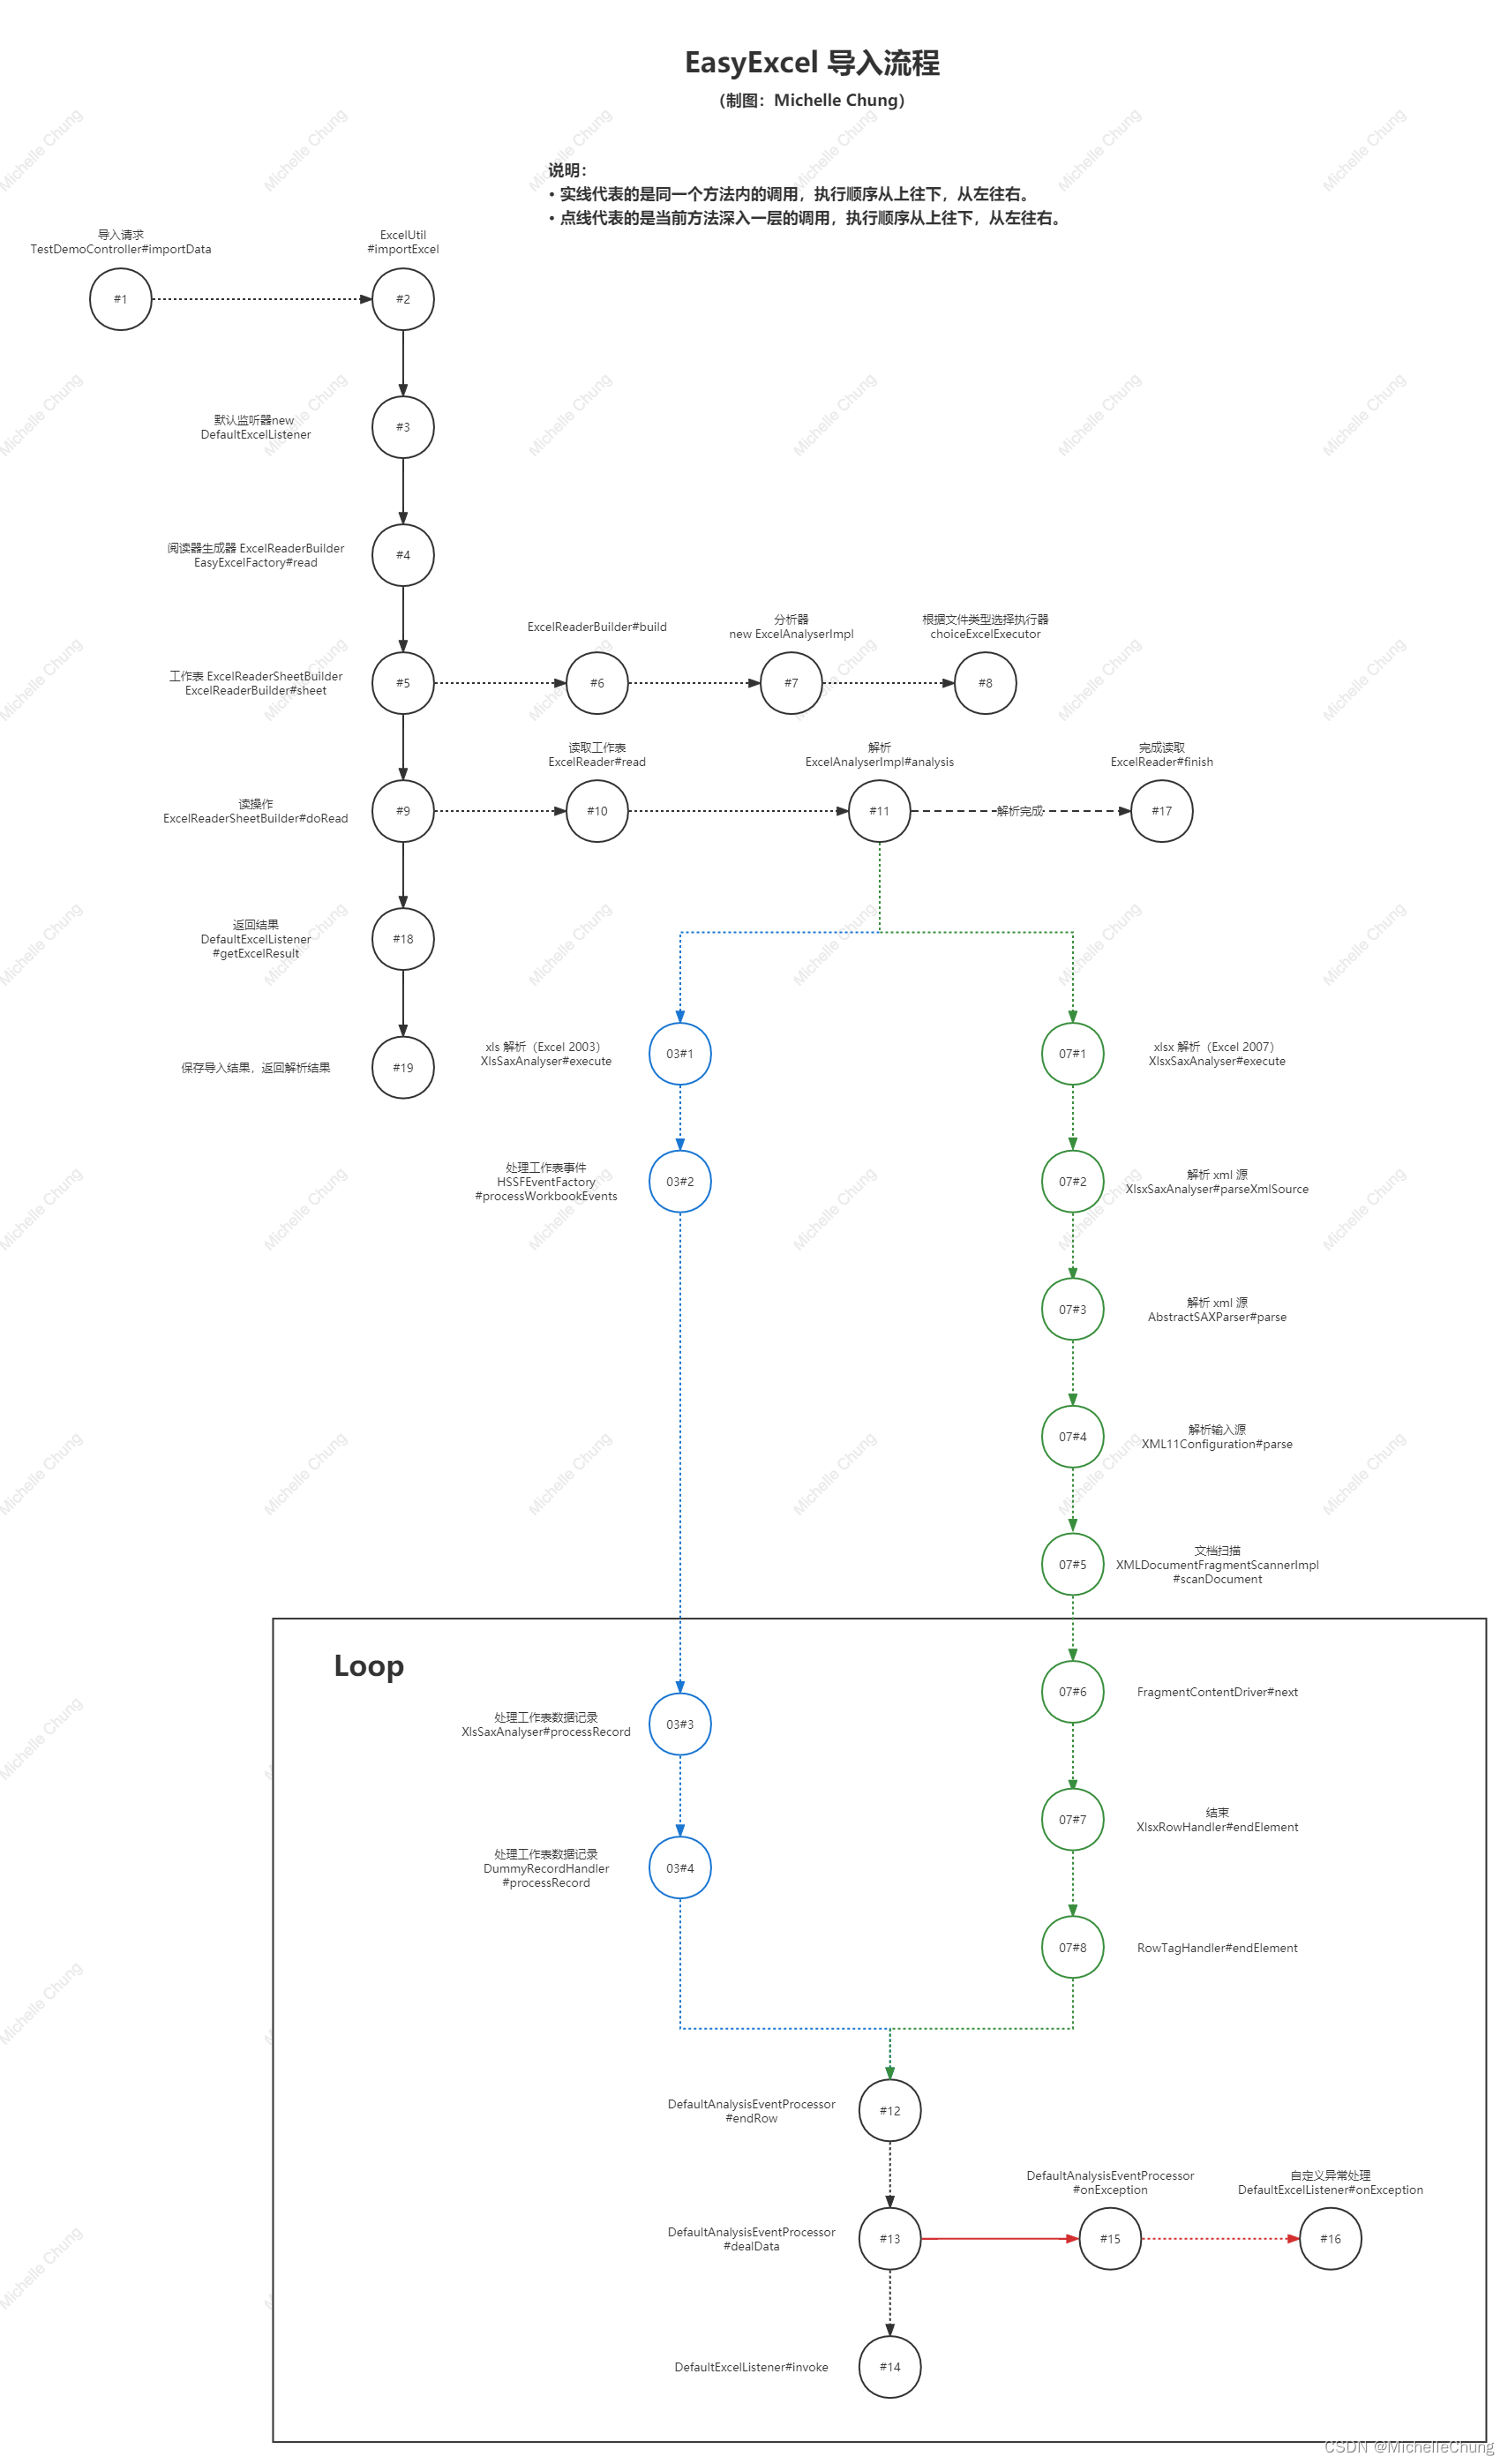 EasyExcel 导入流程
（制图：Michelle Chung）
说明：
• 实线代表的是同一个方法内的调用，执行顺序从上往下，从左往右。
• 点线代表的是当前方法深入一层的调用，执行顺序从上往下，从左往右。
导入请求
TestDemoController#importData
#1
ExcelUtil
#importExcel
#2
默认监听器new
DefaultExcelListener
#3
阅读器生成器 ExcelReaderBuilder
EasyExcelFactory#read
#4
工作表 ExcelReaderSheetBuilder
ExcelReaderBuilder#sheet
#5
ExcelReaderBuilder#build
#6
分析器
new ExcelAnalyserImpl
#7
根据文件类型选择执行器
choiceExcelExecutor
#8
读操作
ExcelReaderSheetBuilder#doRead
#9
读取工作表
ExcelReader#read
#10
解析
ExcelAnalyserImpl#analysis
#11
解析完成
完成读取
ExcelReader#finish
#17
返回结果
DefaultExcelListener
#getExcelResult
#18
保存导入结果，返回解析结果
#19
xls 解析（Excel 2003）
XlsSaxAnalyser#execute
03#1
07#1
xlsx 解析（Excel 2007）
XlsxSaxAnalyser#execute
处理工作表事件
HSSFEventFactory
#processWorkbookEvents
03#2
07#2
解析 xml 源
XlsxSaxAnalyser#parseXmlSource
07#3
解析 xml 源
AbstractSAXParser#parse
07#4
解析输入源
XML11Configuration#parse
07#5
文档扫描
XMLDocumentFragmentScannerImpl
#scanDocument
Loop
07#6
FragmentContentDriver#next
处理工作表数据记录
XlsSaxAnalyser#processRecord
03#3
07#7
结束
XlsxRowHandler#endElement
处理工作表数据记录
DummyRecordHandler
#processRecord
03#4
07#8
RowTagHandler#endElement
DefaultAnalysisEventProcessor
#endRow
#12
DefaultAnalysisEventProcessor
#dealData
#13
DefaultAnalysisEventProcessor
#onException
#15
自定义异常处理
DefaultExcelListener#onException
#16
DefaultExcelListener#invoke
#14
Michelle Chung
CSDN @MichelleChung